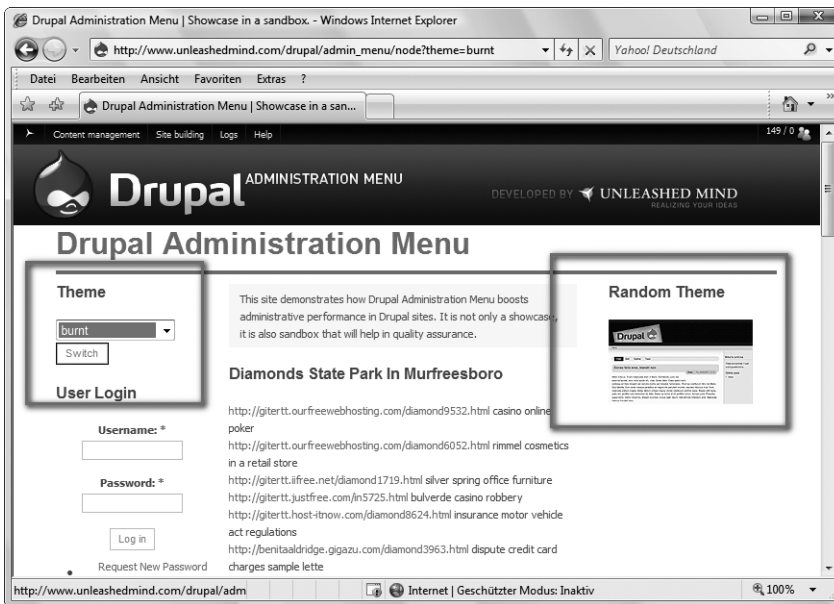 Drupal Administration Menu | Showcase in a sandbox. - Windows Internet Explorer
http://www.unleashedmind.com/drupal/admin_menu/node?theme=burnt
Yahoo! Deutschland
Datei Bearbeiten Ansicht Favoriten Extras ?
Drupal Administration Menu | Showcase in a san...
Content management Site building Logs Help
149 / 0
Drupal ADMINISTRATION MENU
DEVELOPED BY UNLEASHED MIND
REALIZING YOUR IDEAS
Drupal Administration Menu
Theme
burnt
Switch
User Login
Username: *
Password: *
Log in
Request New Password
This site demonstrates how Drupal Administration Menu boosts
administrative performance in Drupal sites. It is not only a showcase,
it is also sandbox that will help in quality assurance.
Diamonds State Park In Murfreesboro
http://gitertt.ourfreewebhosting.com/diamond9532.html casino online
poker
http://gitertt.ourfreewebhosting.com/diamond6052.html rimmel cosmetics
in a retail store
http://gitertt.iifree.net/diamond1719.html silver spring office furniture
http://gitertt.justfree.com/in5725.html bulverde casino robbery
http://gitertt.host-itnow.com/diamond8624.html insurance motor vehicle
act regulations
http://benitaaldridge.gigazu.com/diamond3963.html dispute credit card
charges sample lette
Random Theme
Drupal
http://www.unleashedmind.com/drupal/adm
Internet | Geschützter Modus: Inaktiv
100%